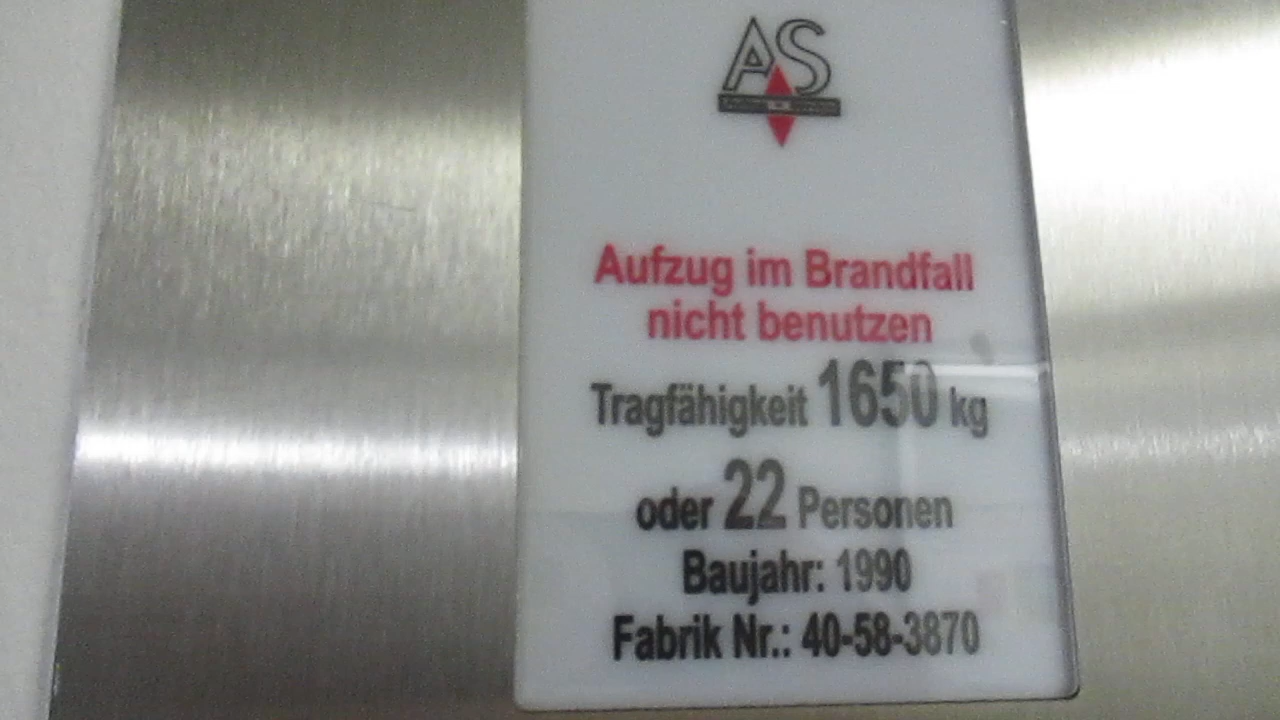 AS
Aufzug im Brandfall
nicht benutzen
Tragfähigkeit 1650 kg
oder 22 Personen
Baujahr: 1990
Fabrik Nr.: 40-58-3870